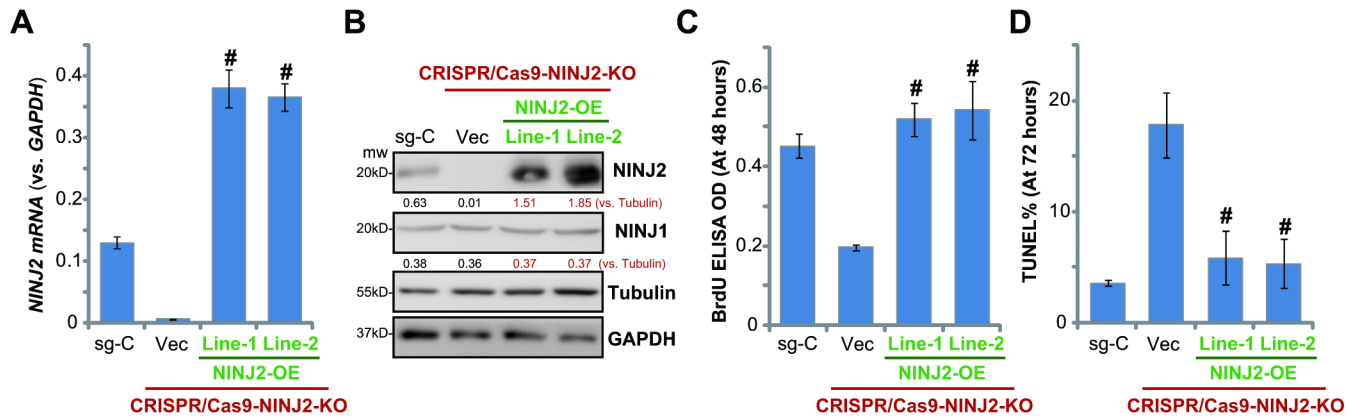 A
NINJ2 mRNA (vs. GAPDH)
0.4
0.3
0.2
0.1
0
#
#
sg-C Vec Line-1 Line-2
NINJ2-OE
CRISPR/Cas9-NINJ2-KO
B
CRISPR/Cas9-NINJ2-KO
NINJ2-OE
sg-C Vec Line-1 Line-2
mw
20kD NINJ2
0.63 0.01 1.51 1.85 (vs. Tubulin)
20kD NINJ1
0.38 0.36 0.37 0.37 (vs. Tubulin)
55kD Tubulin
37kD GAPDH
C
BrdU ELISA OD (At 48 hours)
0.6
0.4
0.2
0
#
#
sg-C Vec Line-1 Line-2
NINJ2-OE
CRISPR/Cas9-NINJ2-KO
D
TUNEL% (At 72 hours)
20
10
0
#
#
sg-C Vec Line-1 Line-2
NINJ2-OE
CRISPR/Cas9-NINJ2-KO